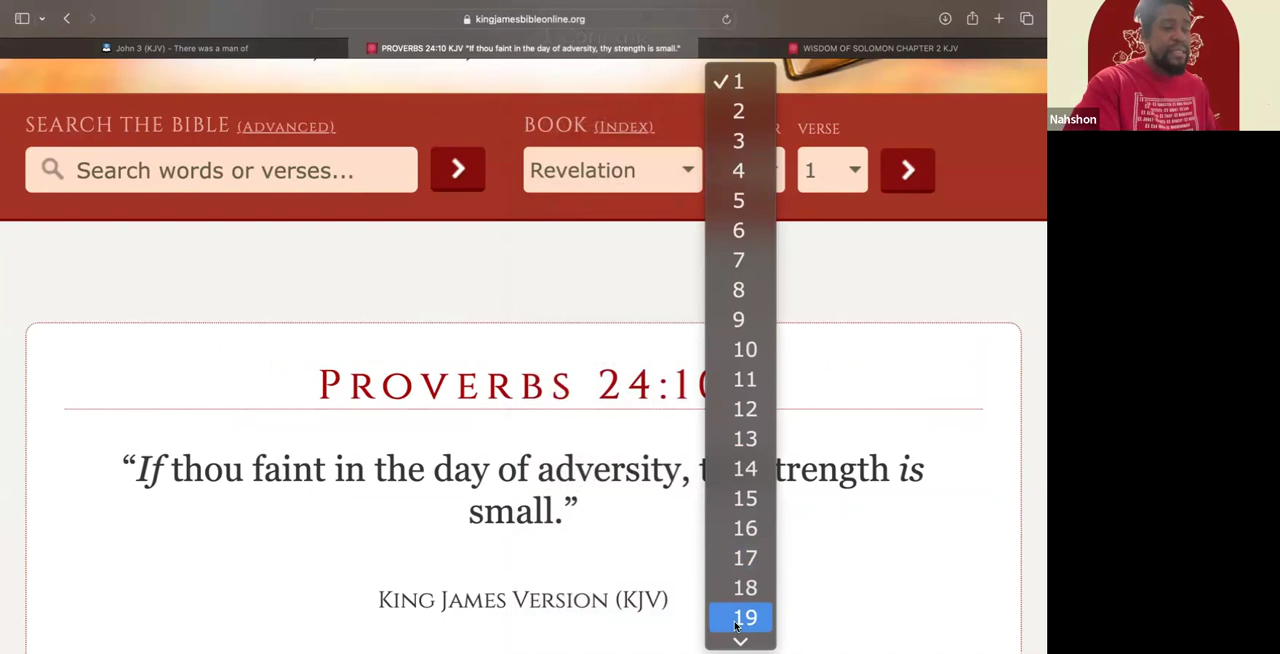 kingjamesbibleonline.org
John 3 (KJV) - There was a man of
PROVERBS 24:10 KJV "If thou faint in the day of adversity, thy strength is small."
WISDOM OF SOLOMON CHAPTER 2 KJV
SEARCH THE BIBLE (ADVANCED)
BOOK (INDEX)
R VERSE
Search words or verses...
Revelation
1
✓ 1
2
3
4
5
6
7
8
9
10
11
12
13
14
15
16
17
18
19
PROVERBS 24:10
“If thou faint in the day of adversity, t trength is
small.”
KING JAMES VERSION (KJV)
Nahshon